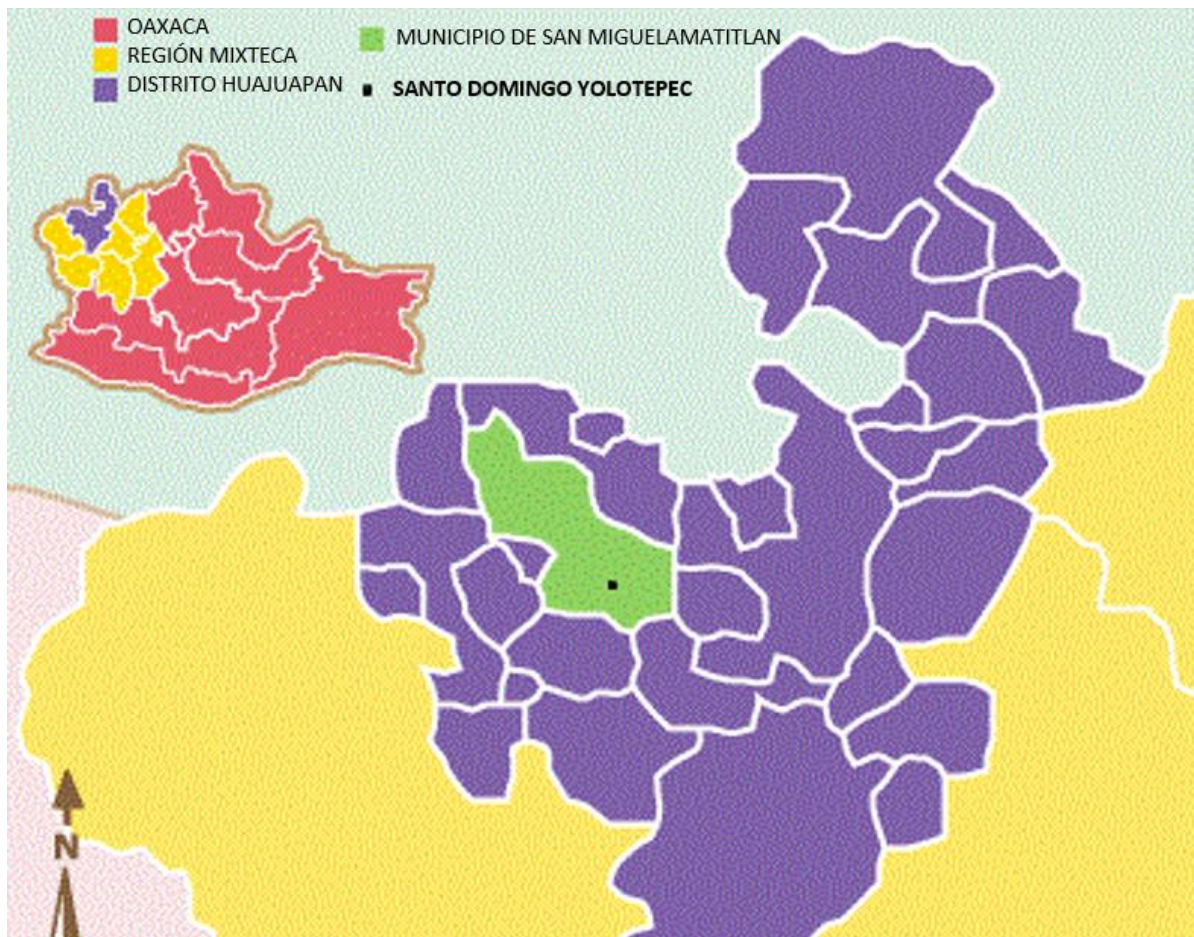 OAXACA
REGIÓN MIXTECA
DISTRITO HUAJUAPAN
MUNICIPIO DE SAN MIGUELAMATITLAN
SANTO DOMINGO YOLOTEPEC
N